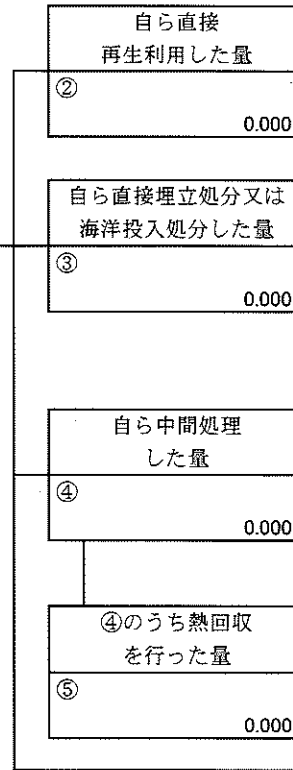 自ら直接
再生利用した量
②
0.000
自ら直接埋立処分又は
海洋投入処分した量
③
0.000
自ら中間処理
した量
④
0.000
④のうち熱回収
を行った量
⑤
0.000